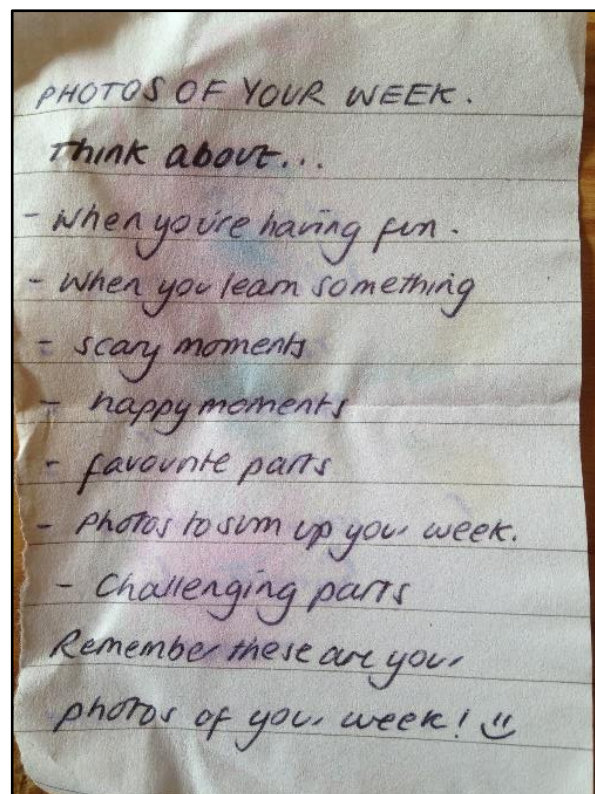 PHOTOS OF YOUR WEEK.
Think about...
- When you're having fun.
- When you learn something
- scary moments
- happy moments
- favourite parts
- photos to sum up your week.
- Challenging parts
Remember these are your
photos of your week! :)